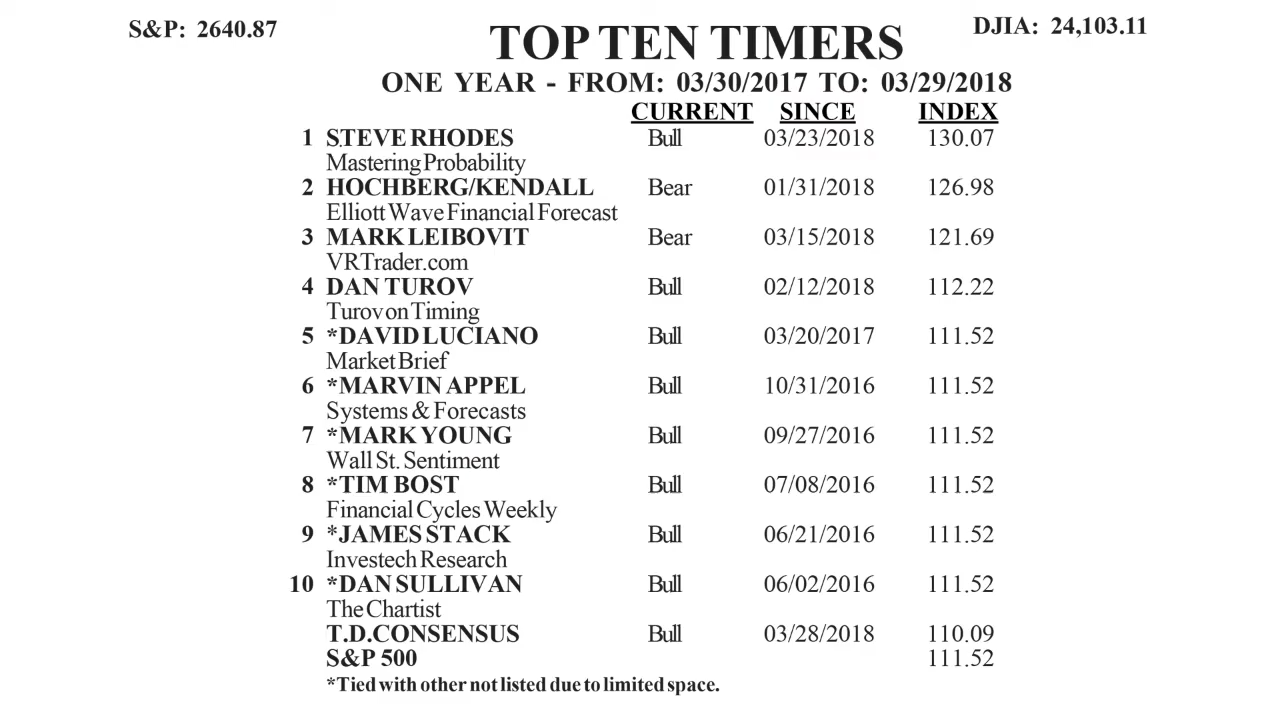 S&P: 2640.87
TOP TEN TIMERS
DJIA: 24,103.11
ONE YEAR - FROM: 03/30/2017 TO: 03/29/2018
CURRENT SINCE INDEX
1 S.TEVE RHODES Bull 03/23/2018 130.07
Mastering Probability
2 HOCHBERG/KENDALL Bear 01/31/2018 126.98
Elliott Wave Financial Forecast
3 MARK LEIBOVIT Bear 03/15/2018 121.69
VRTrader.com
4 DAN TUROV Bull 02/12/2018 112.22
Turov on Timing
5 *DAVID LUCIANO Bull 03/20/2017 111.52
Market Brief
6 *MARVIN APPEL Bull 10/31/2016 111.52
Systems & Forecasts
7 *MARK YOUNG Bull 09/27/2016 111.52
Wall St. Sentiment
8 *TIM BOST Bull 07/08/2016 111.52
Financial Cycles Weekly
9 *JAMES STACK Bull 06/21/2016 111.52
Investech Research
10 *DAN SULLIVAN Bull 06/02/2016 111.52
The Chartist
T.D.CONSENSUS Bull 03/28/2018 110.09
S&P 500 111.52
*Tied with other not listed due to limited space.